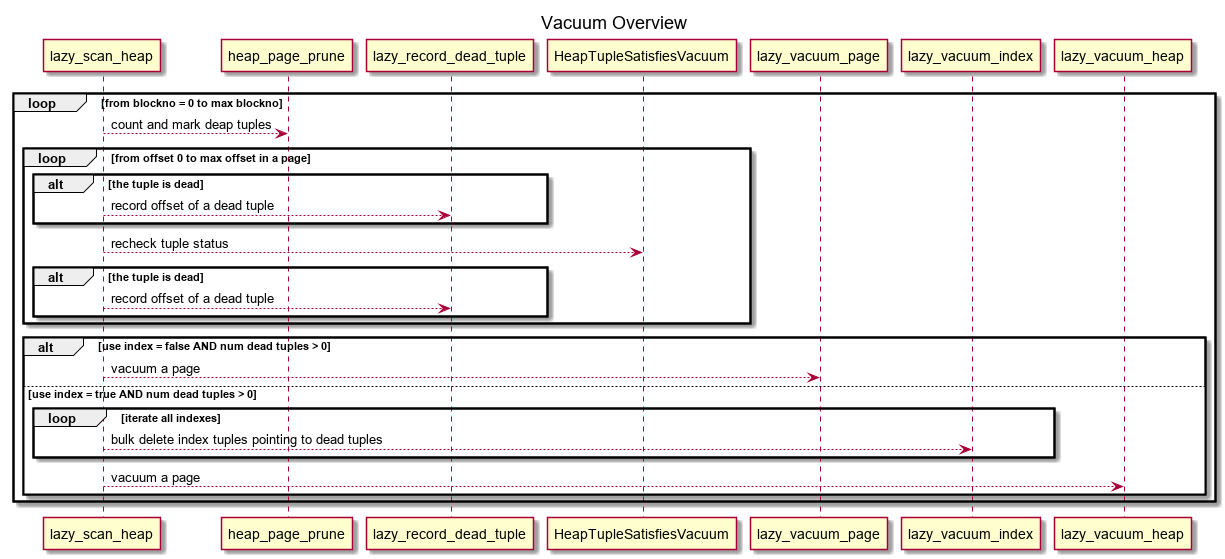 Vacuum Overview
lazy_scan_heap heap_page_prune lazy_record_dead_tuple HeapTupleSatisfiesVacuum lazy_vacuum_page lazy_vacuum_index lazy_vacuum_heap
loop [from blockno = 0 to max blockno]
count and mark deap tuples
loop [from offset 0 to max offset in a page]
alt [the tuple is dead]
record offset of a dead tuple
recheck tuple status
alt [the tuple is dead]
record offset of a dead tuple
alt [use index = false AND num dead tuples > 0]
vacuum a page
[use index = true AND num dead tuples > 0]
loop [iterate all indexes]
bulk delete index tuples pointing to dead tuples
vacuum a page
lazy_scan_heap heap_page_prune lazy_record_dead_tuple HeapTupleSatisfiesVacuum lazy_vacuum_page lazy_vacuum_index lazy_vacuum_heap